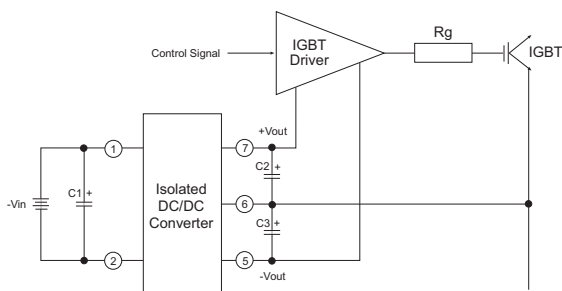 IGBT
Driver
Control Signal
Rg
IGBT
+Vout
1
7
C1 +
C2 +
-Vin
Isolated
DC/DC
Converter
6
C3 +
2
5
-Vout